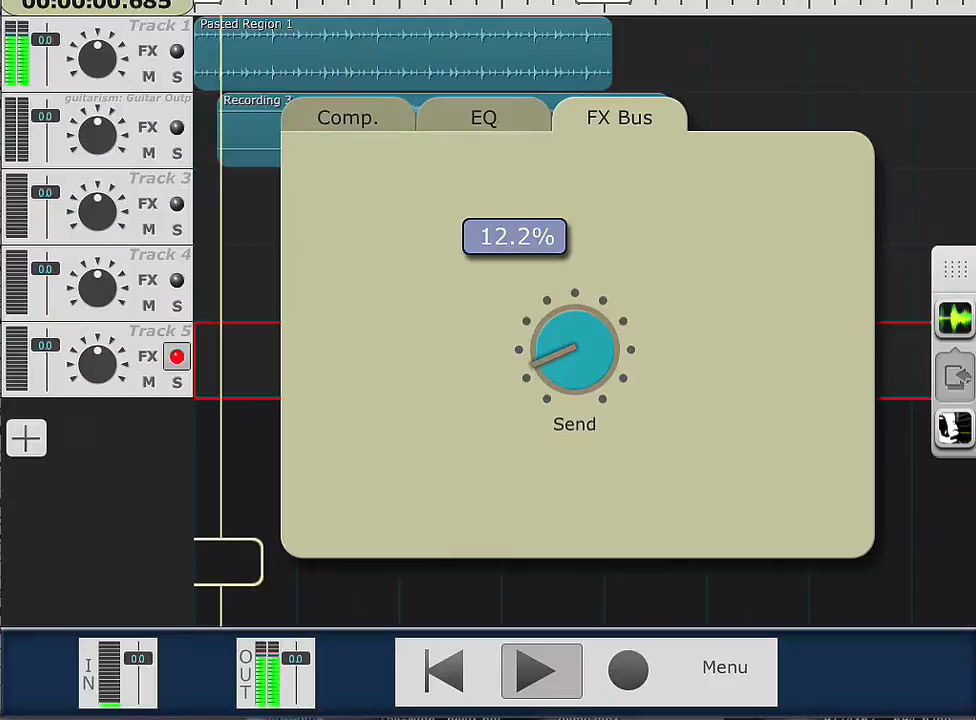 00:00:00.685
Track 1
0.0
FX
M S
Pasted Region 1
guitarism: Guitar Outp
0.0
FX
M S
Recording 3
Track 3
0.0
FX
M S
Track 4
0.0
FX
M S
Track 5
0.0
FX
M S
Comp.
EQ
FX Bus
12.2%
Send
IN
0.0
OUT
0.0
Menu